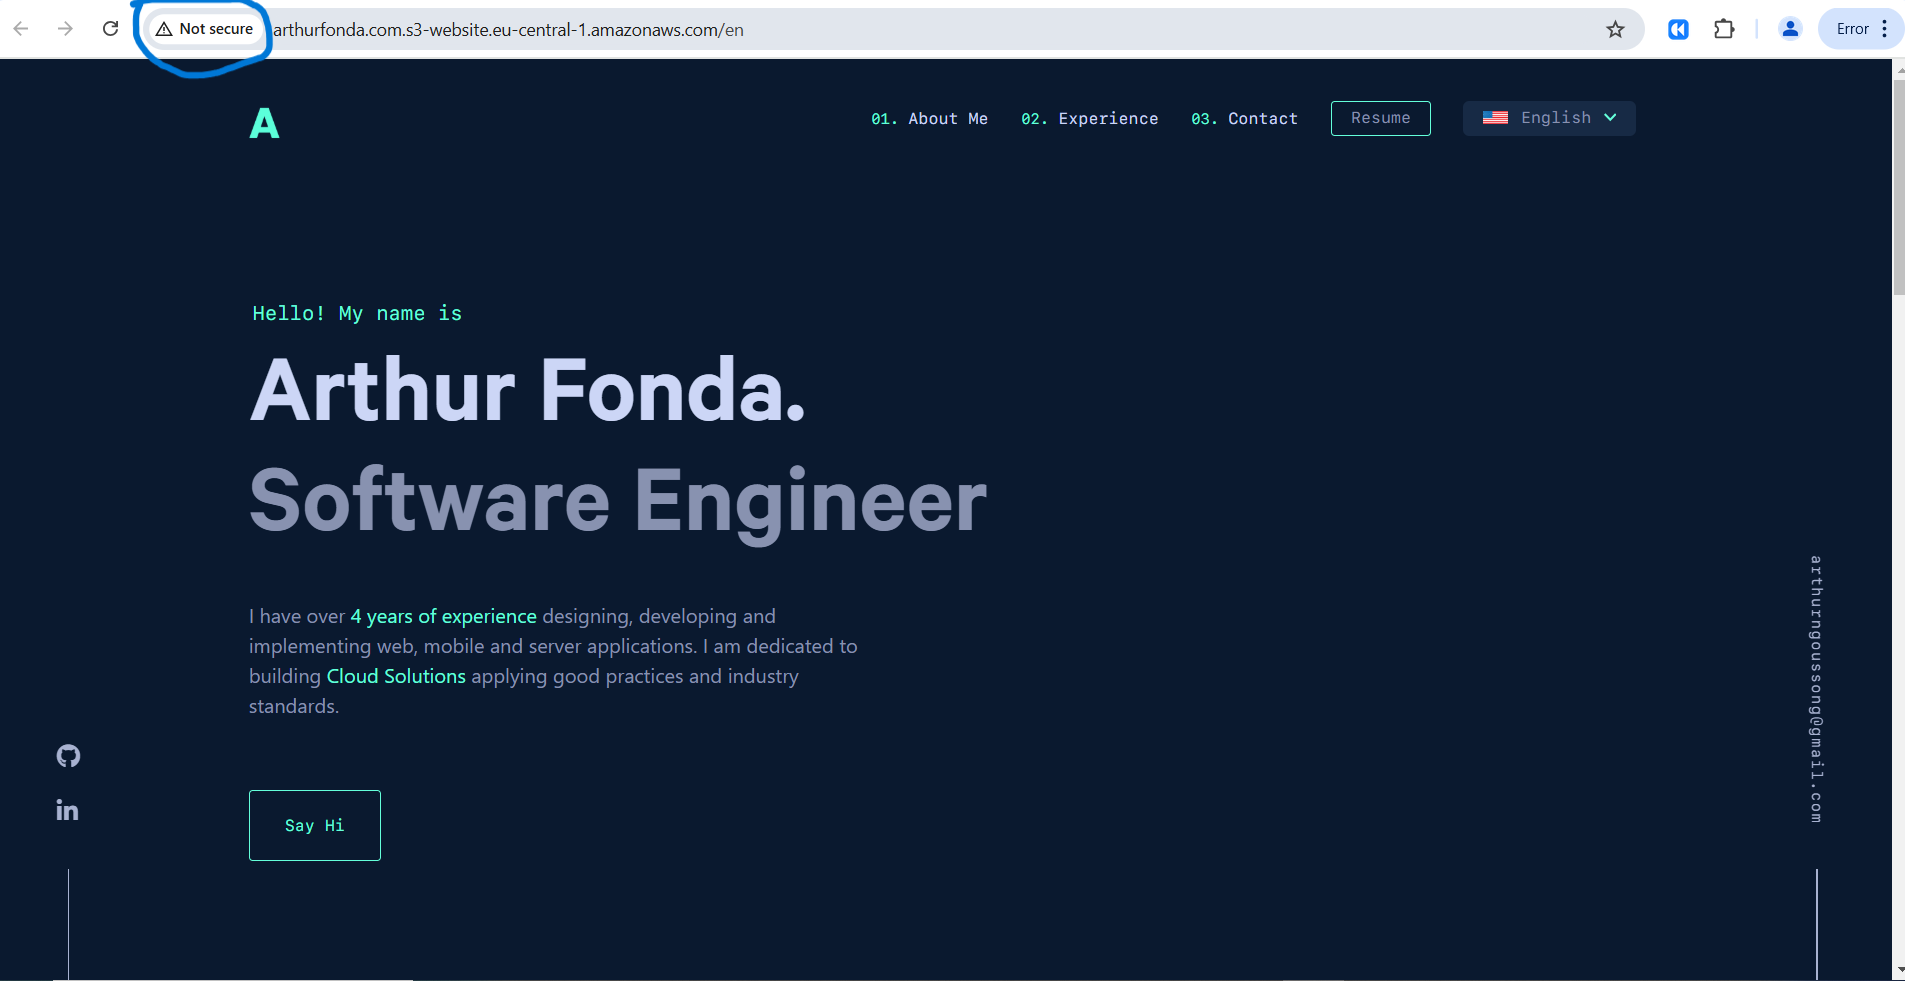 Not secure arthurfonda.com.s3-website.eu-central-1.amazonaws.com/en Error
A 01. About Me 02. Experience 03. Contact Resume English
Hello! My name is
Arthur Fonda.
Software Engineer
I have over 4 years of experience designing, developing and
implementing web, mobile and server applications. I am dedicated to
building Cloud Solutions applying good practices and industry
standards.
in
Say Hi
arthurngoussong@gmail.com